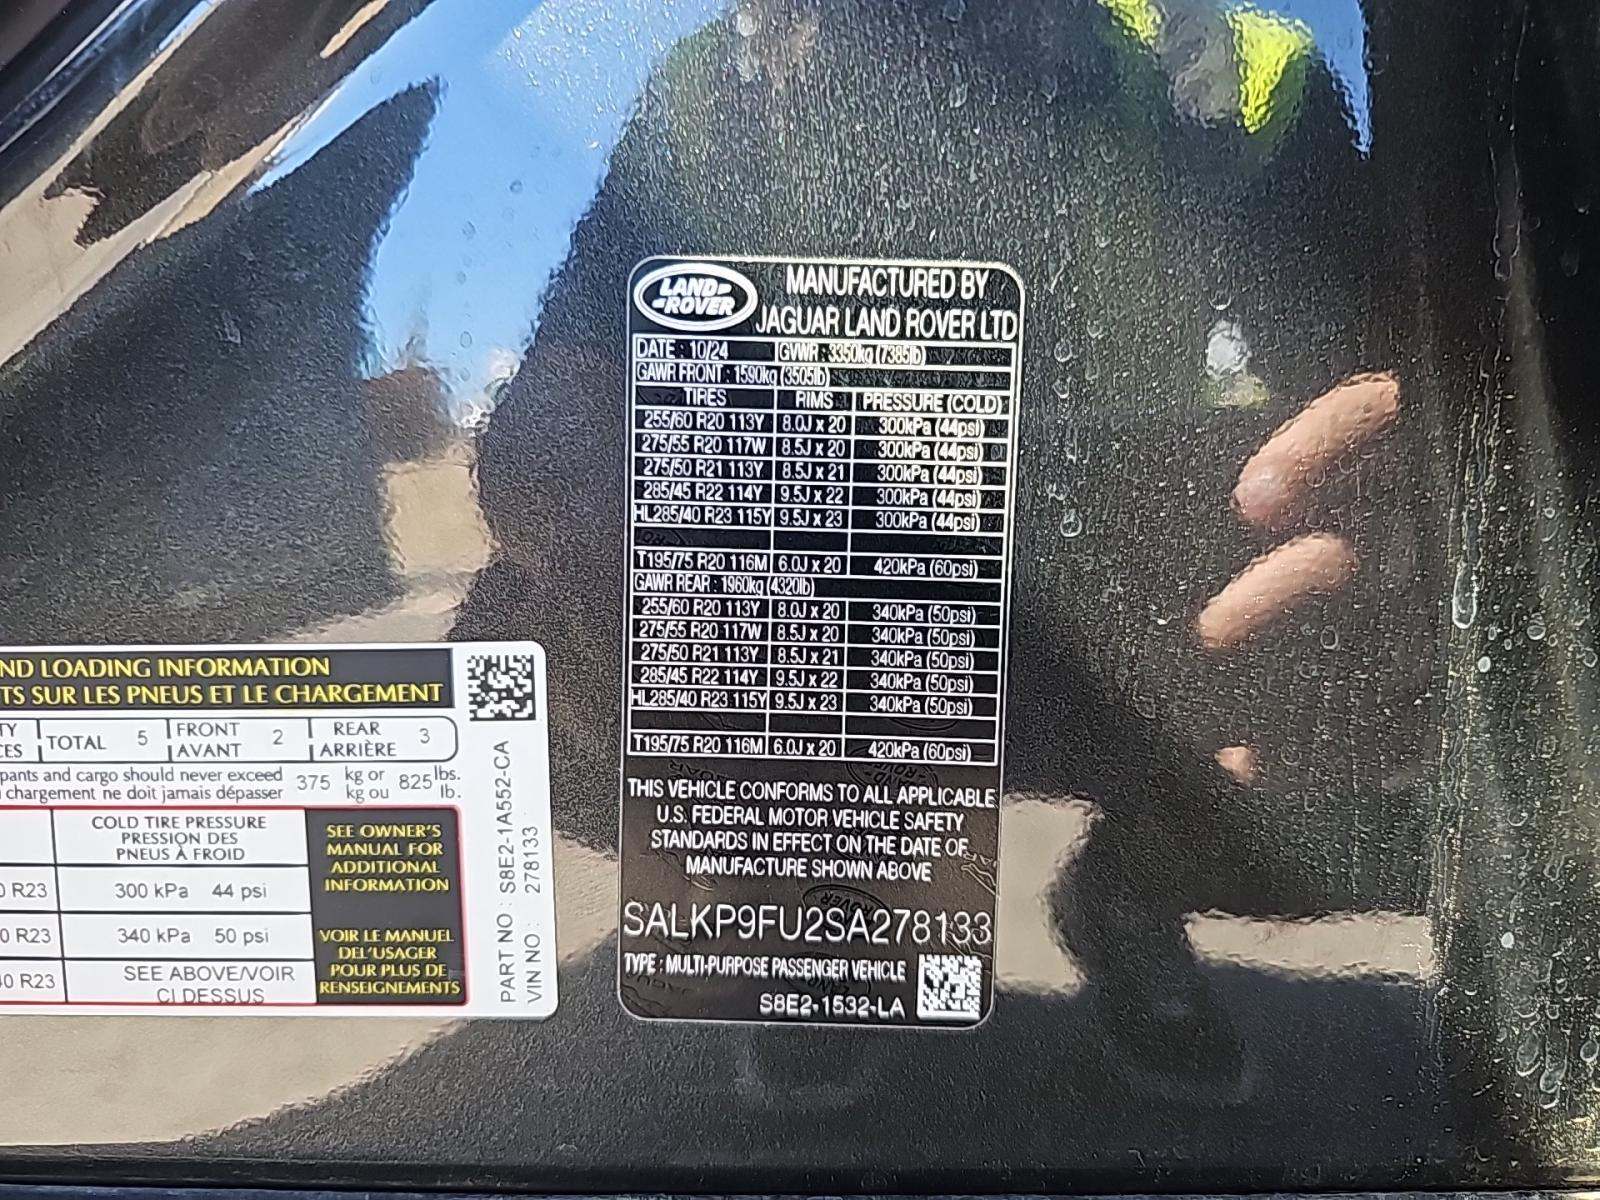 LAND
ROVER
MANUFACTURED BY
JAGUAR LAND ROVER LTD
DATE : 10/24 GVWR : 3350kg (7385lb)
GAWR FRONT : 1590kg (3505lb)
TIRES RIMS PRESSURE (COLD)
255/60 R20 113Y 8.0J x 20 300kPa (44psi)
275/55 R20 117W 8.5J x 20 300kPa (44psi)
275/50 R21 113Y 8.5J x 21 300kPa (44psi)
285/45 R22 114Y 9.5J x 22 300kPa (44psi)
HL285/40 R23 115Y 9.5J x 23 300kPa (44psi)
T195/75 R20 116M 6.0J x 20 420kPa (60psi)
GAWR REAR : 1960kg (4320lb)
255/60 R20 113Y 8.0J x 20 340kPa (50psi)
275/55 R20 117W 8.5J x 20 340kPa (50psi)
275/50 R21 113Y 8.5J x 21 340kPa (50psi)
285/45 R22 114Y 9.5J x 22 340kPa (50psi)
HL285/40 R23 115Y 9.5J x 23 340kPa (50psi)
T195/75 R20 116M 6.0J x 20 420kPa (60psi)
THIS VEHICLE CONFORMS TO ALL APPLICABLE
U.S. FEDERAL MOTOR VEHICLE SAFETY
STANDARDS IN EFFECT ON THE DATE OF
MANUFACTURE SHOWN ABOVE
SALKP9FU2SA278133
TYPE : MULTI-PURPOSE PASSENGER VEHICLE
S8E2-1532-LA
ND LOADING INFORMATION
TS SUR LES PNEUS ET LE CHARGEMENT
TY TOTAL 5 FRONT 2 REAR 3
CES AVANT ARRIÈRE
pants and cargo should never exceed 375 kg or 825 lbs.
chargement ne doit jamais dépasser kg ou lb.
COLD TIRE PRESSURE
PRESSION DES
PNEUS À FROID
0 R23 300 kPa 44 psi
0 R23 340 kPa 50 psi
40 R23 SEE ABOVE/VOIR
CI DESSUS
SEE OWNER'S
MANUAL FOR
ADDITIONAL
INFORMATION
VOIR LE MANUEL
DEL'USAGER
POUR PLUS DE
RENSEIGNEMENTS
PART NO : S8E2-1A552-CA
VIN NO : 278133